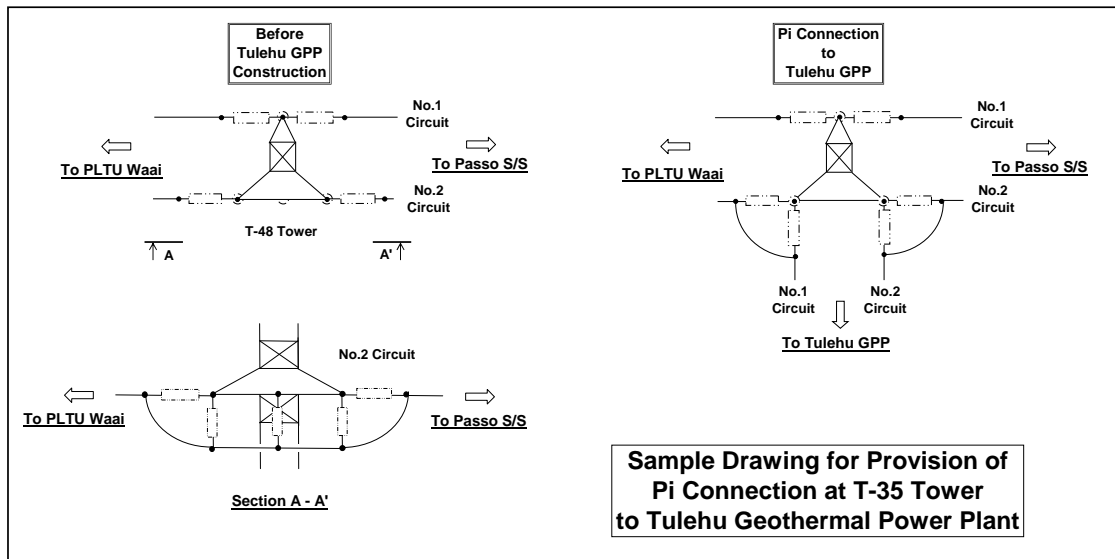 Before
Tulehu GPP
Construction
No.1
Circuit
To PLTU Waai
To Passo S/S
No.2
Circuit
T-48 Tower
A
A'
No.2 Circuit
To PLTU Waai
To Passo S/S
Section A - A'
Pi Connection
to
Tulehu GPP
No.1
Circuit
To PLTU Waai
To Passo S/S
No.2
Circuit
No.1
Circuit
No.2
Circuit
To Tulehu GPP
Sample Drawing for Provision of
Pi Connection at T-35 Tower
to Tulehu Geothermal Power Plant